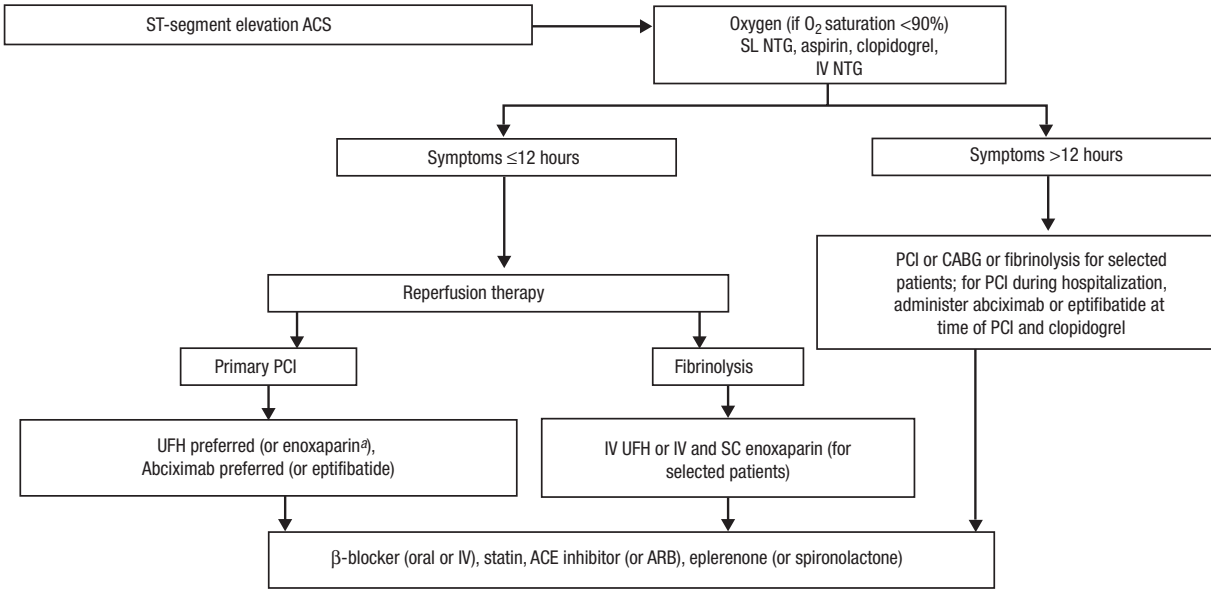 ST-segment elevation ACS
Oxygen (if O₂ saturation <90%)
SL NTG, aspirin, clopidogrel,
IV NTG
Symptoms ≤12 hours
Symptoms >12 hours
PCI or CABG or fibrinolysis for selected
patients; for PCI during hospitalization,
administer abciximab or eptifibatide at
time of PCI and clopidogrel
Reperfusion therapy
Primary PCI
Fibrinolysis
UFH preferred (or enoxaparinᵃ),
Abciximab preferred (or eptifibatide)
IV UFH or IV and SC enoxaparin (for
selected patients)
β-blocker (oral or IV), statin, ACE inhibitor (or ARB), eplerenone (or spironolactone)